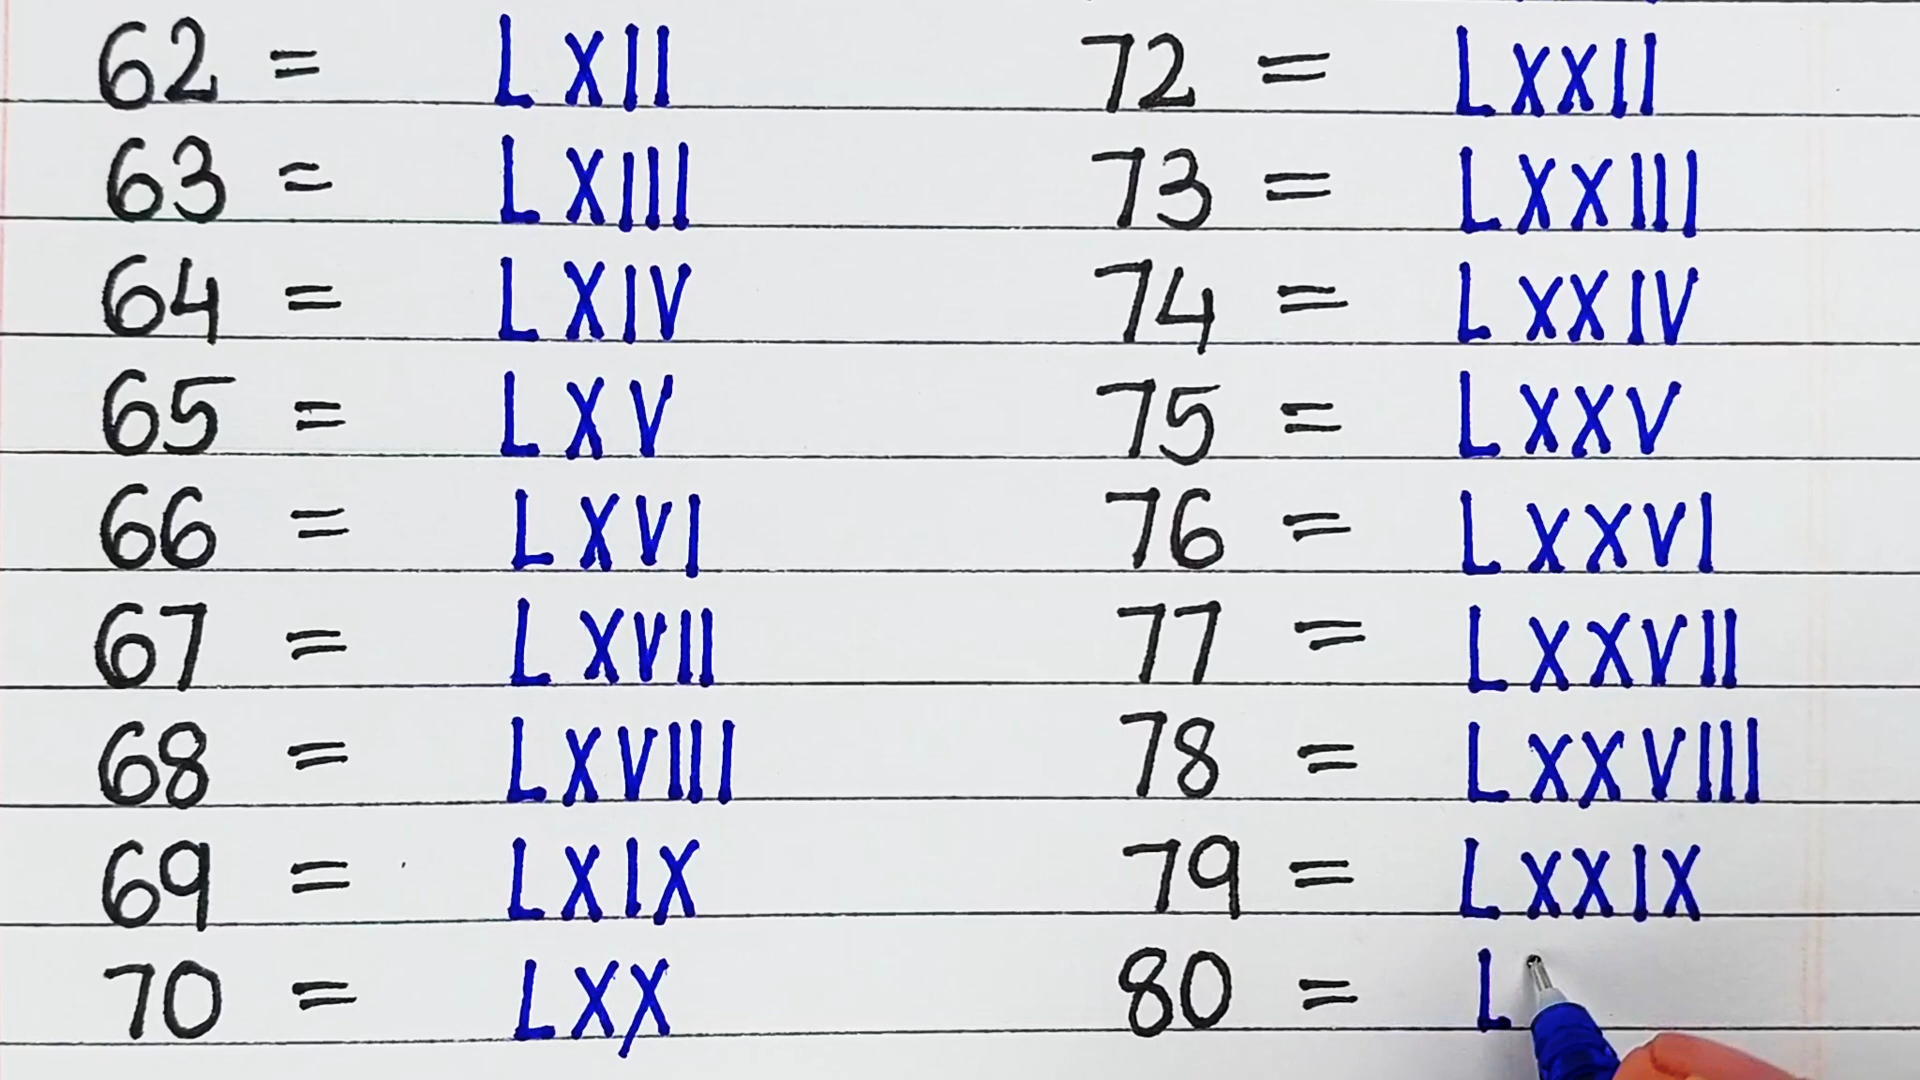 62 = LXII 72 = LXXII
63 = LXIII 73 = LXXIII
64 = LXIV 74 = LXXIV
65 = LXV 75 = LXXV
66 = LXVI 76 = LXXVI
67 = LXVII 77 = LXXVII
68 = LXVIII 78 = LXXVIII
69 = LXIX 79 = LXXIX
70 = LXX 80 = L